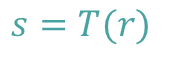 s = T(r)